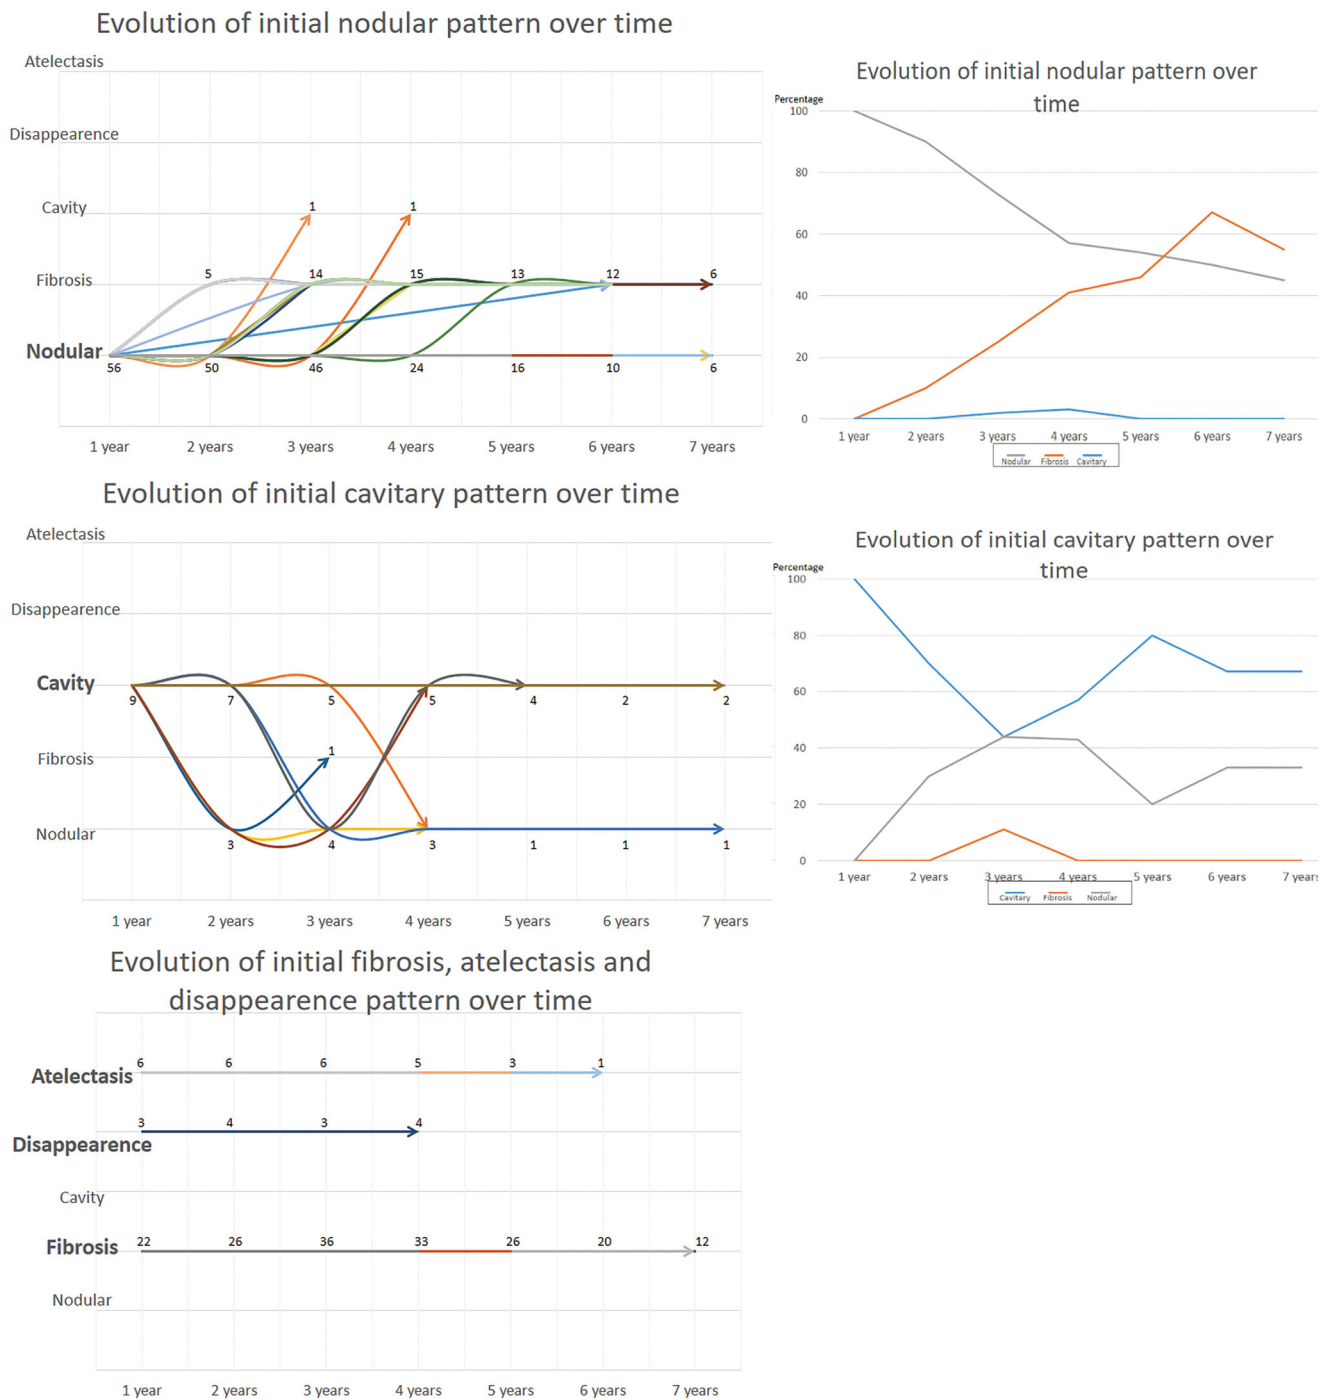 Evolution of initial nodular pattern over time
Atelectasis
Disappearence
Cavity
1 1
Fibrosis
5 14 15 13 12 6
Nodular
56 50 46 24 16 10 6
1 year 2 years 3 years 4 years 5 years 6 years 7 years
Evolution of initial nodular pattern over
time
Percentage
100
80
60
40
20
0
1 year 2 years 3 years 4 years 5 years 6 years 7 years
Nodular Fibrosis Cavitary
Evolution of initial cavitary pattern over time
Atelectasis
Disappearence
Cavity
9 7 5 5 4 2 2
Fibrosis
1
Nodular
3 4 3 1 1 1
1 year 2 years 3 years 4 years 5 years 6 years 7 years
Evolution of initial cavitary pattern over
time
Percentage
100
80
60
40
20
0
1 year 2 years 3 years 4 years 5 years 6 years 7 years
Cavitary Fibrosis Nodular
Evolution of initial fibrosis, atelectasis and
disappearence pattern over time
6 6 6 5 3 1
Atelectasis
3 4 3 4
Disappearence
Cavity
Fibrosis
22 26 36 33 26 20 12
Nodular
1 year 2 years 3 years 4 years 5 years 6 years 7 years